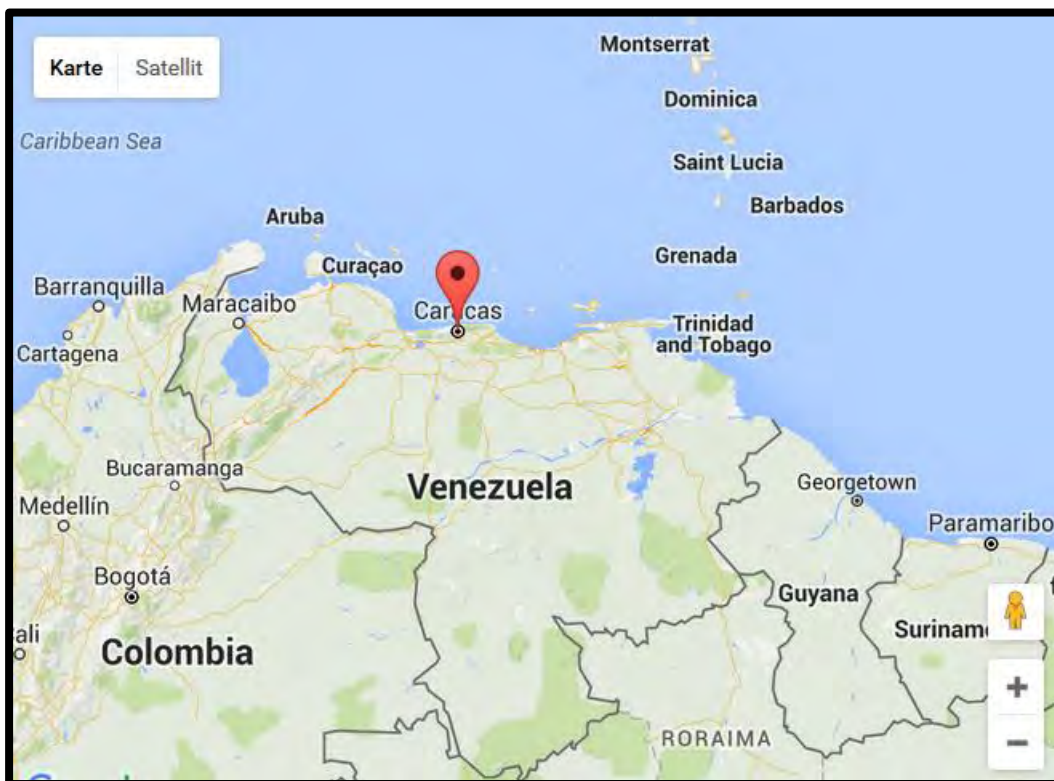 Montserrat
Karte Satellit
Dominica
Caribbean Sea
Saint Lucia
Barbados
Aruba
Grenada
Curaçao
Barranquilla
Maracaibo
Caracas
Trinidad
and Tobago
Cartagena
Bucaramanga
Venezuela
Georgetown
Medellín
Paramaribo
Bogotá
Guyana
Colombia
RORAIMA
+
−